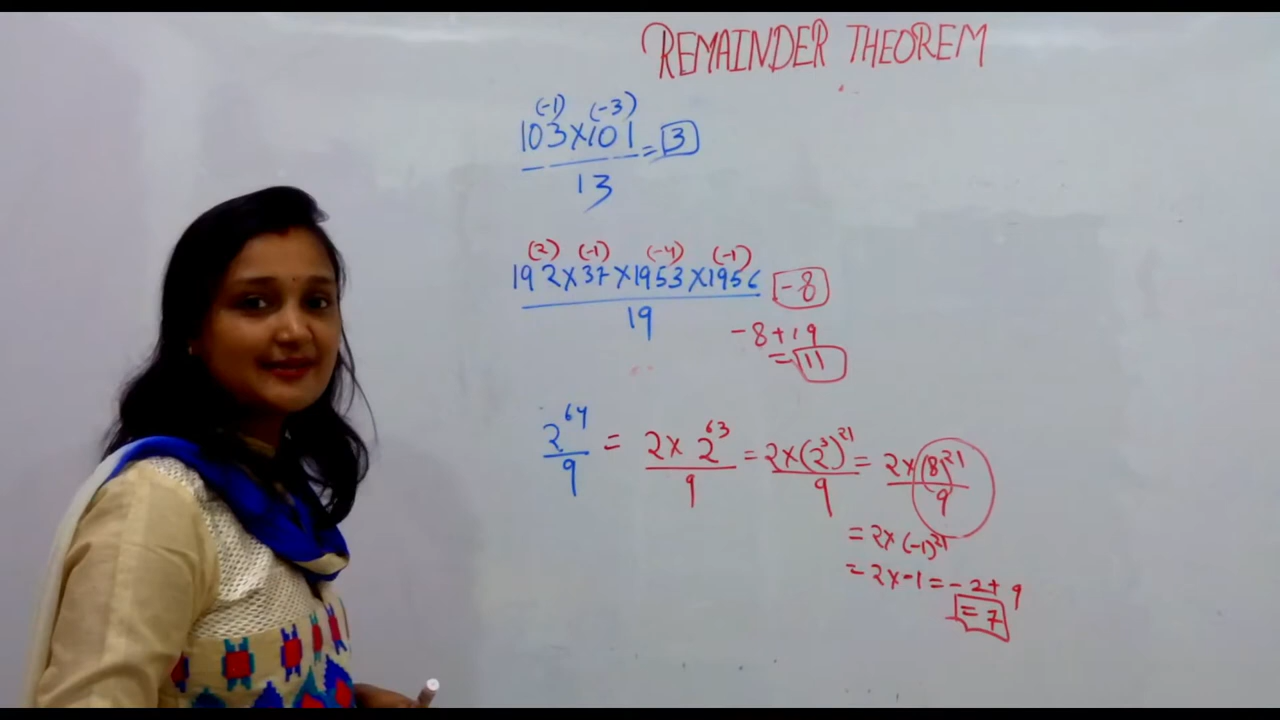 REMAINDER THEOREM
(-1) (-3)
103×101 = 3
13
(2) (-1) (-4) (-1)
192×37×1953×1956 -8
19
-8+19
= 11
2^64/9 = 2×2^63/9 = 2×(2^3)^21/9 = 2×(8)^21/9
= 2×(-1)^21
= 2×-1 = -2+9
= 7